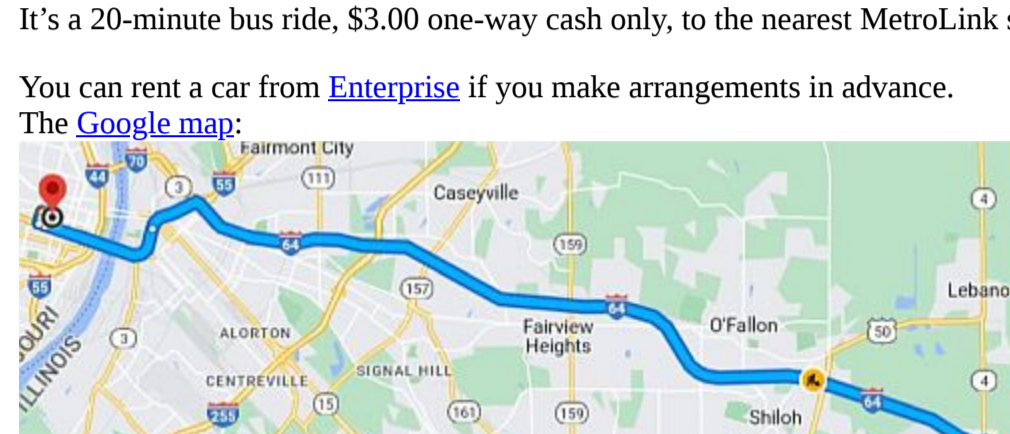 It’s a 20-minute bus ride, $3.00 one-way cash only, to the nearest MetroLink
You can rent a car from Enterprise if you make arrangements in advance.
The Google map:
Fairmont City
70
44
55
3
111
Caseyville
4
159
64
55
157
64
Lebano
O'Fallon
50
Fairview
Heights
3
ALORTON
MISSOURI
ILLINOIS
SIGNAL HILL
CENTREVILLE
4
64
255
15
161
159
Shiloh